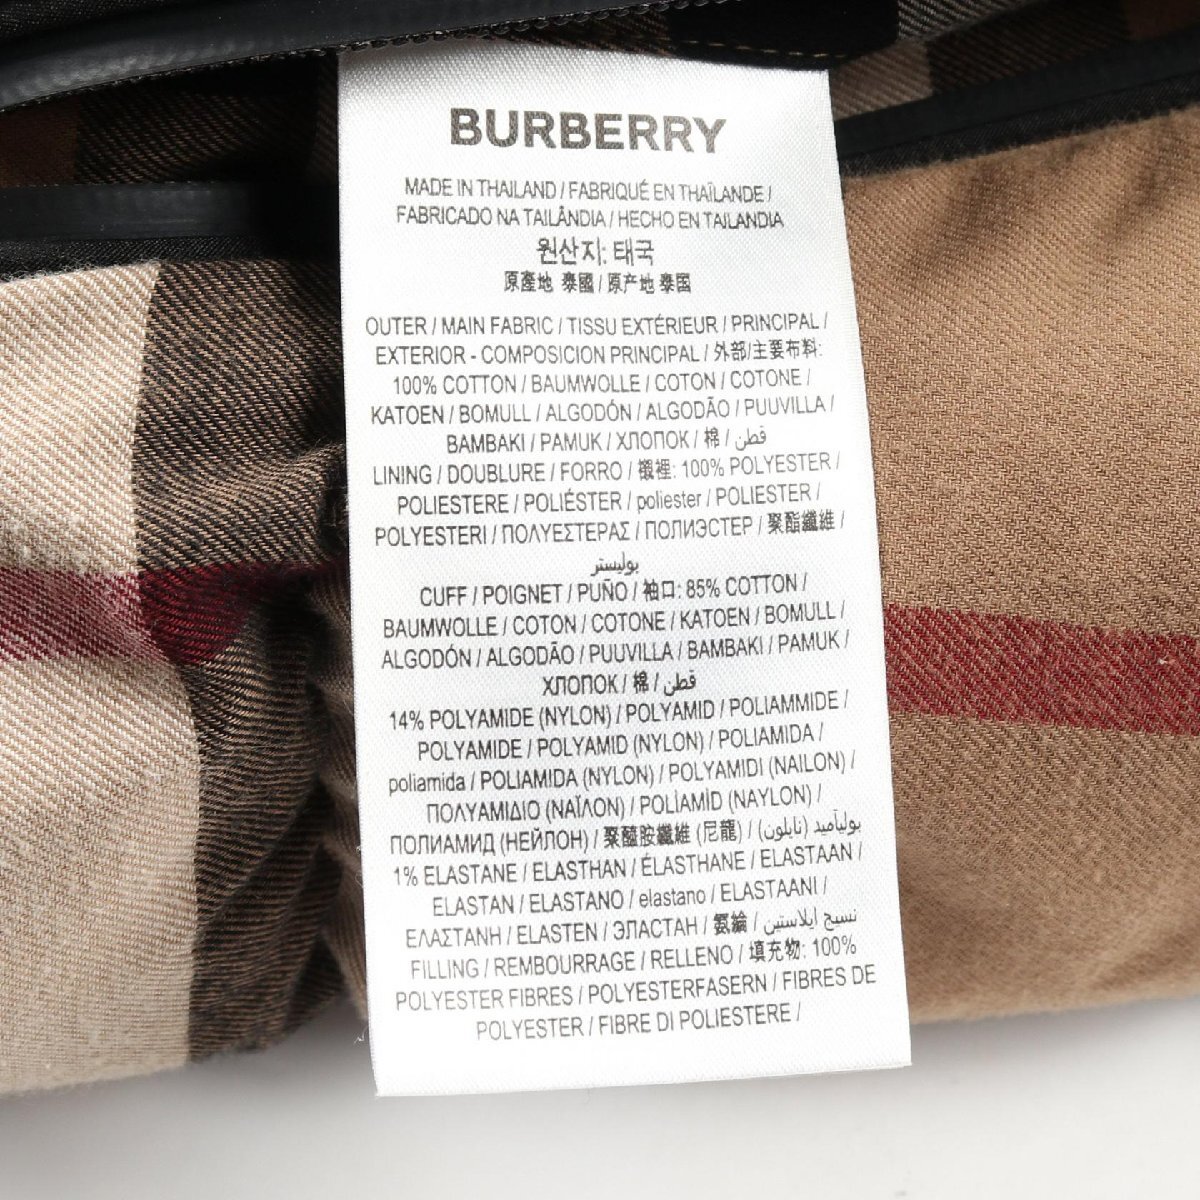 BURBERRY
MADE IN THAILAND / FABRIQUÉ EN THAÏLANDE /
FABRICADO NA TAILÂNDIA / HECHO EN TAILANDIA
원산지: 태국
原產地 泰國 / 原产地 泰国
OUTER / MAIN FABRIC / TISSU EXTÉRIEUR / PRINCIPAL /
EXTERIOR - COMPOSICION PRINCIPAL / 外部/主要布料:
100% COTTON / BAUMWOLLE / COTON / COTONE /
KATOEN / BOMULL / ALGODÓN / ALGODÃO / PUUVILLA /
BAMBAKI / PAMUK / ХЛОПОК / 棉 / قطن
LINING / DOUBLURE / FORRO / 襯裡: 100% POLYESTER /
POLIESTERE / POLIÉSTER / poliester / POLIESTER /
POLYESTERI / ΠΟΛΥΕΣΤΕΡΑΣ / ПОЛИЭСТЕР / 聚酯纖維 /
بوليستر
CUFF / POIGNET / PUÑO / 袖口: 85% COTTON /
BAUMWOLLE / COTON / COTONE / KATOEN / BOMULL /
ALGODÓN / ALGODÃO / PUUVILLA / BAMBAKI / PAMUK /
ХЛОПОК / 棉 / قطن
14% POLYAMIDE (NYLON) / POLYAMID / POLIAMMIDE /
POLYAMIDE / POLYAMID (NYLON) / POLIAMIDA /
poliamida / POLIAMIDA (NYLON) / POLYAMIDI (NAILON) /
ΠΟΛΥΑΜΙΔΙΟ (ΝΑΪΛΟΝ) / POLÍAMÍD (NAYLON) /
ПОЛИАМИД (НЕЙЛОН) / 聚醯胺纖維 (尼龍) / بوليآميد (نايلون) /
1% ELASTANE / ELASTHAN / ÉLASTHANE / ELASTAAN /
ELASTAN / ELASTANO / elastano / ELASTAANI /
ΕΛΑΣΤΑΝΗ / ELASTEN / ЭЛАСТАН / 氨綸 / نسيج ايلاستين
FILLING / REMBOURRAGE / RELLENO / 填充物: 100%
POLYESTER FIBRES / POLYESTERFASERN / FIBRES DE
POLYESTER / FIBRE DI POLIESTERE /